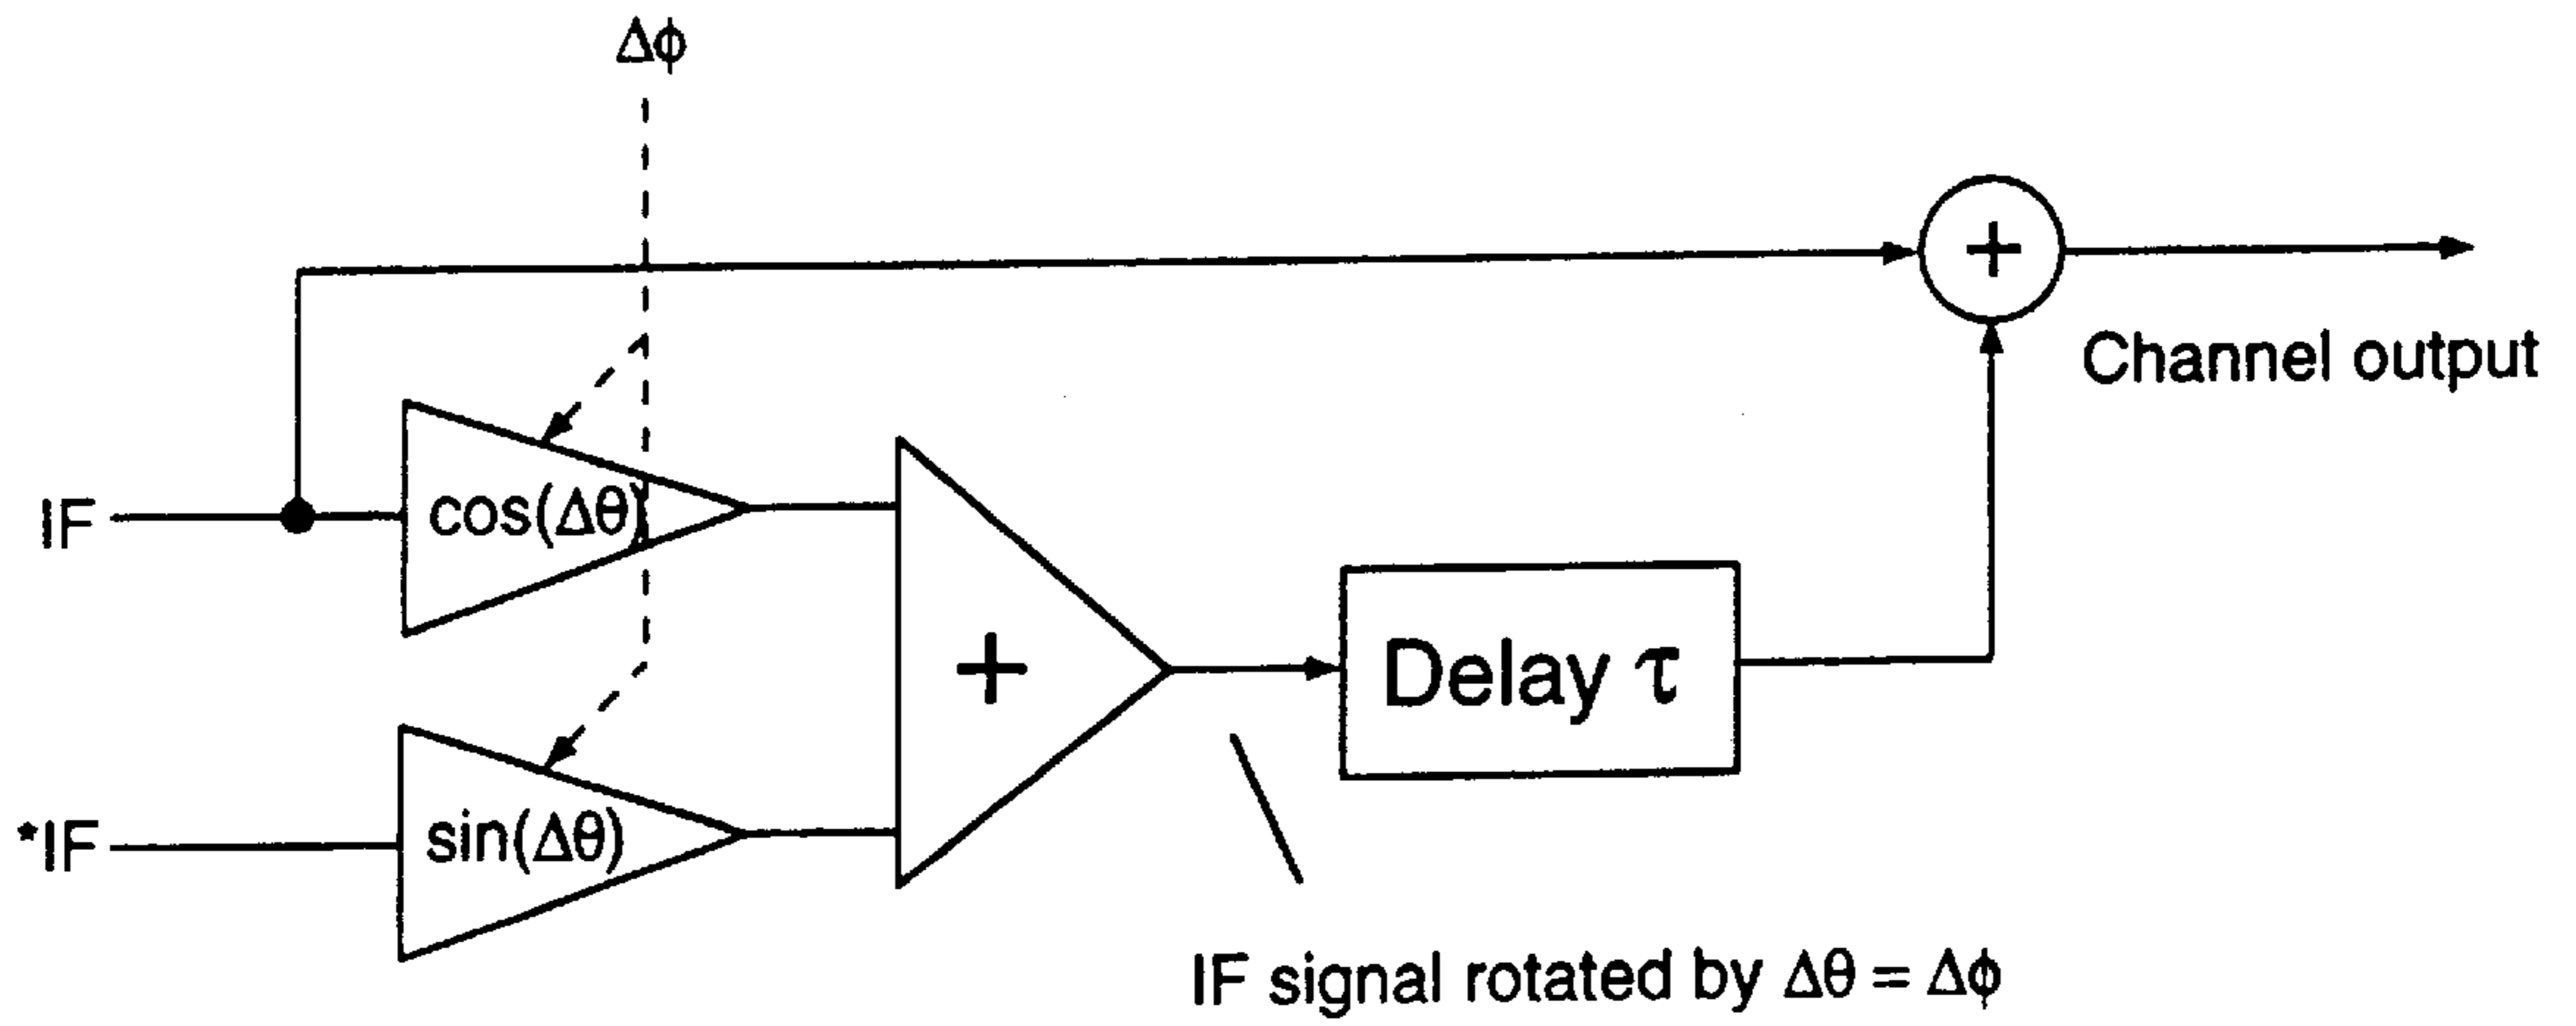 Δϕ
+
Channel output
IF
cos(Δθ)
+
Delay τ
*IF
sin(Δθ)
IF signal rotated by Δθ = Δϕ